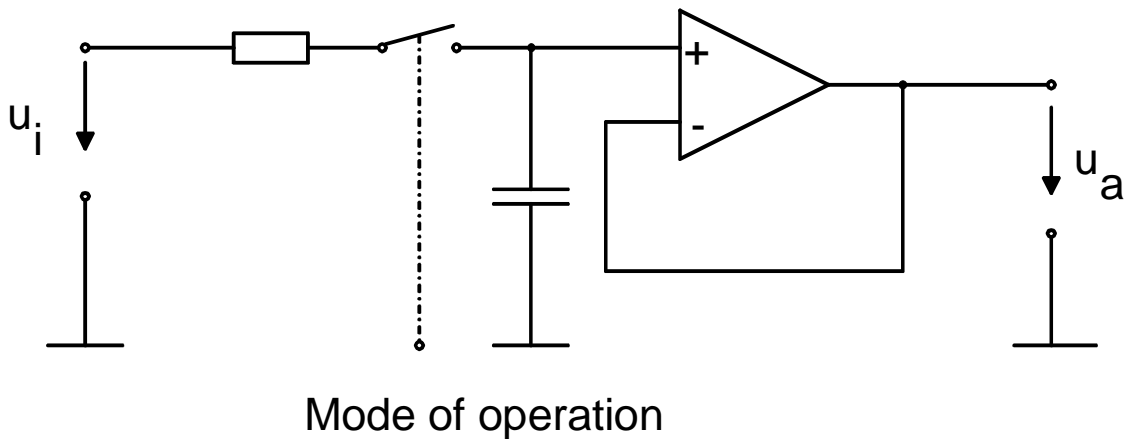 u_i
+
-
u_a
Mode of operation